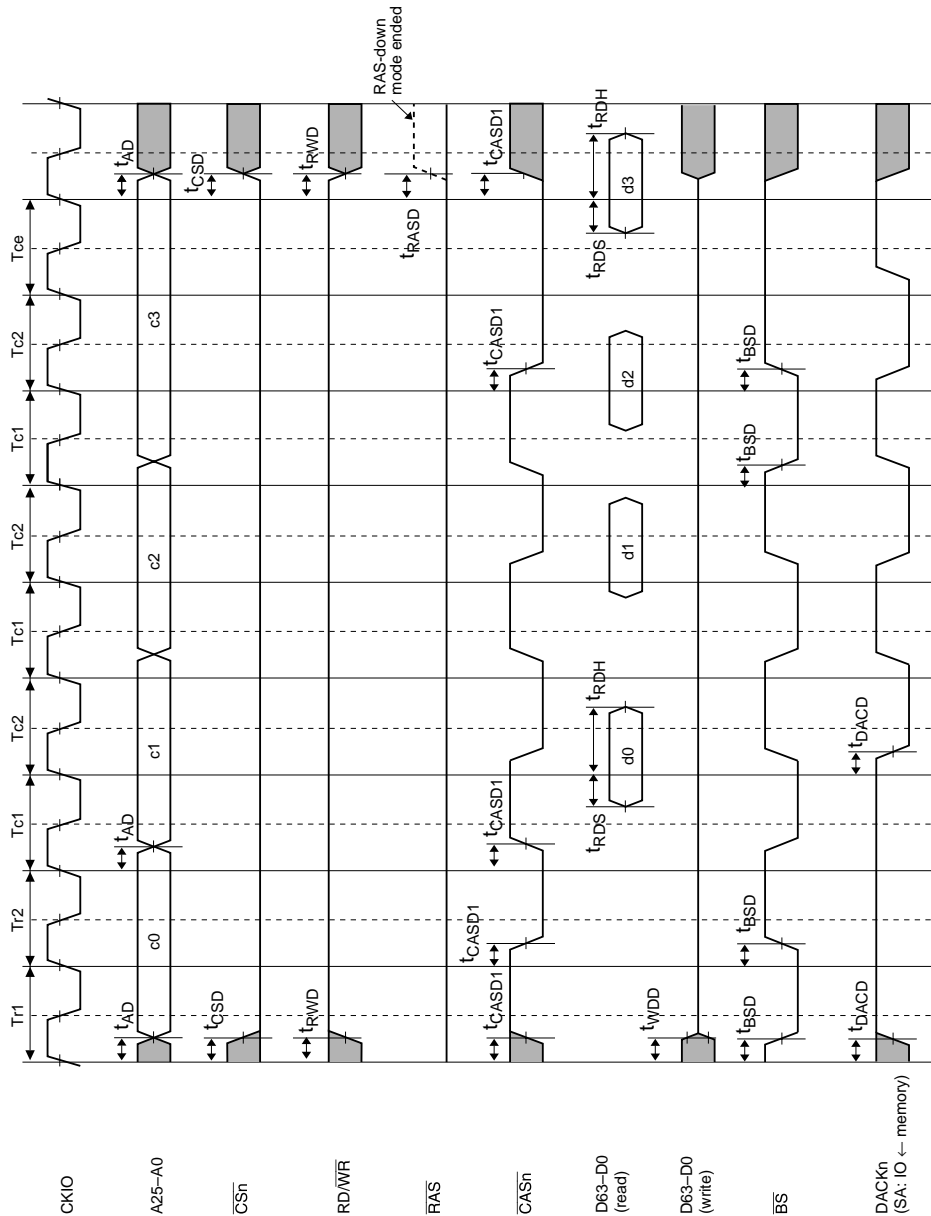 Tr1
Tr2
Tc1
Tc2
Tc1
Tc2
Tc1
Tc2
Tce
CKIO
tAD
tAD
tAD
A25–A0
c0
c1
c2
c3
tCSD
tCSD
CSn
tRWD
tRWD
RD/WR
RAS-down
mode ended
tRASD
RAS
tCASD1
tCASD1
tCASD1
tCASD1
tCASD1
CASn
tRDS
tRDH
tRDS
tRDH
D63–D0
(read)
d0
d1
d2
d3
tWDD
D63–D0
(write)
tBSD
tBSD
tBSD
tBSD
BS
tDACD
tDACD
DACKn
(SA: IO ← memory)